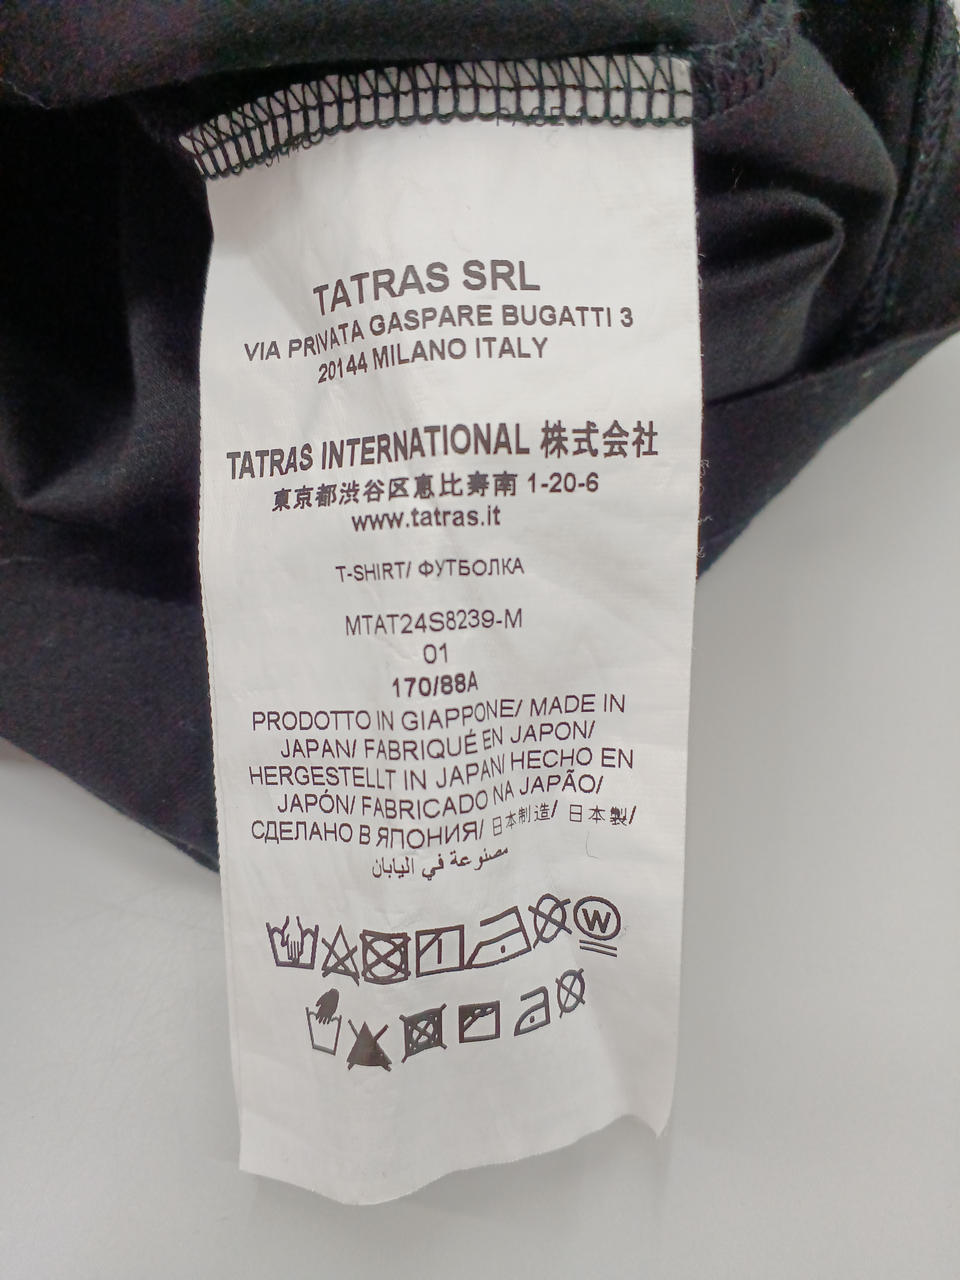 TATRAS SRL
VIA PRIVATA GASPARE BUGATTI 3
20144 MILANO ITALY
TATRAS INTERNATIONAL 株式会社
東京都渋谷区恵比寿南 1-20-6
www.tatras.it
T-SHIRT/ ФУТБОЛКА
MTAT24S8239-M
01
170/88A
PRODOTTO IN GIAPPONE/ MADE IN
JAPAN/ FABRIQUÉ EN JAPON/
HERGESTELLT IN JAPAN/ HECHO EN
JAPÓN/ FABRICADO NA JAPÃO/
СДЕЛАНО В ЯПОНИЯ/ 日本制造/ 日本製/
مصنوعة في اليابان
W